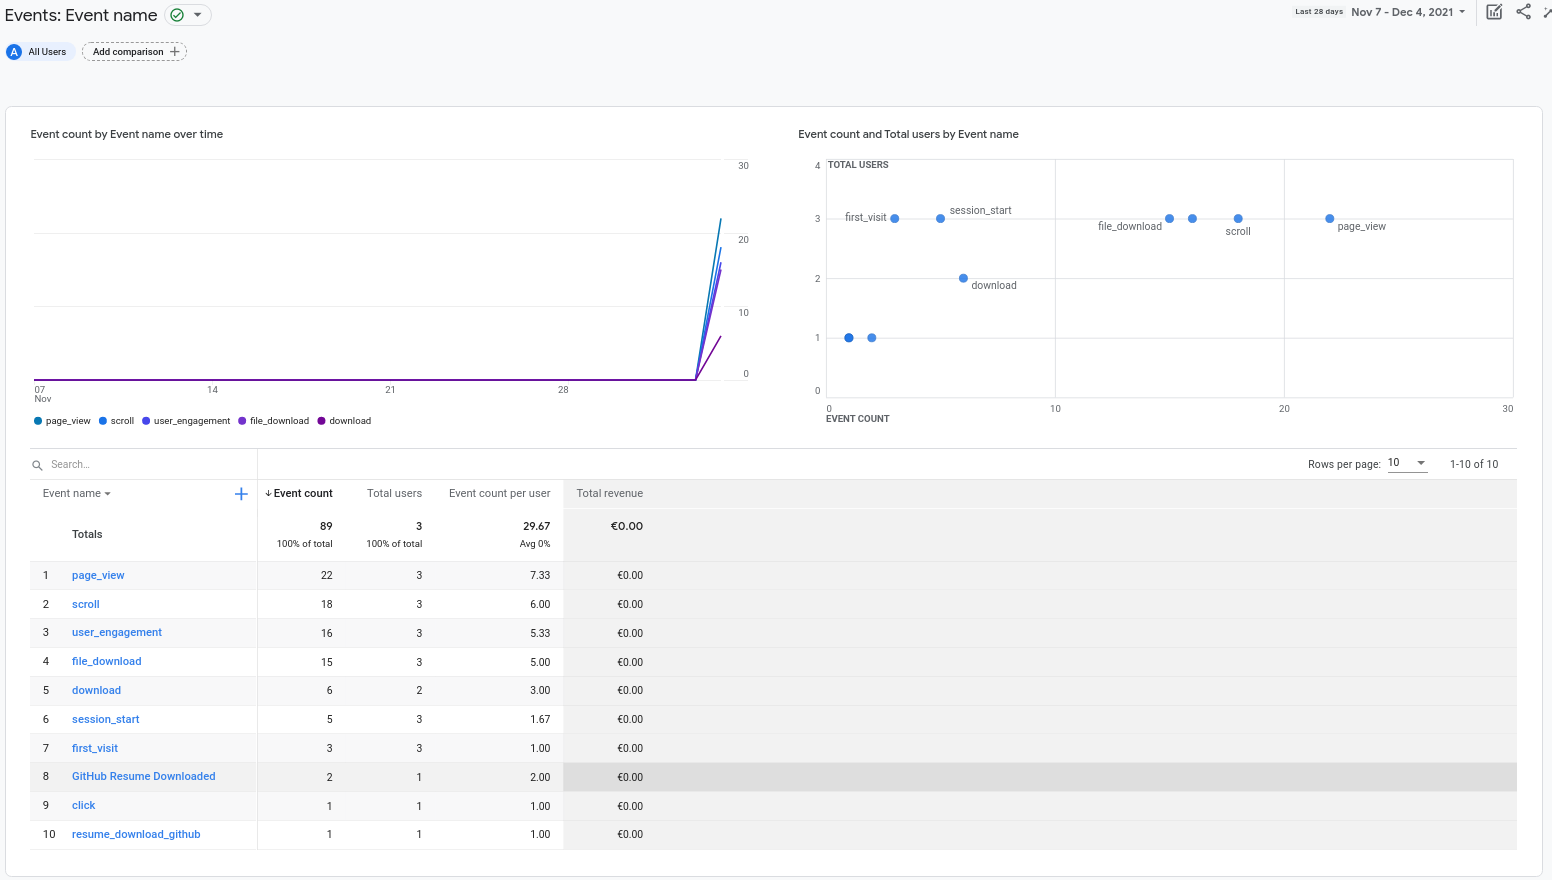 Events: Event name
Last 28 days Nov 7 - Dec 4, 2021
A All Users Add comparison
Event count by Event name over time
30
20
10
0
07 14 21 28
Nov
page_view scroll user_engagement file_download download
Event count and Total users by Event name
4 TOTAL USERS
session_start
3 first_visit
file_download page_view
scroll
2
download
1
0
0 10 20 30
EVENT COUNT
Search... Rows per page: 10 1-10 of 10
Event name Event count Total users Event count per user Total revenue
Totals 89 3 29.67 €0.00
100% of total 100% of total Avg 0%
1 page_view 22 3 7.33 €0.00
2 scroll 18 3 6.00 €0.00
3 user_engagement 16 3 5.33 €0.00
4 file_download 15 3 5.00 €0.00
5 download 6 2 3.00 €0.00
6 session_start 5 3 1.67 €0.00
7 first_visit 3 3 1.00 €0.00
8 GitHub Resume Downloaded 2 1 2.00 €0.00
9 click 1 1 1.00 €0.00
10 resume_download_github 1 1 1.00 €0.00